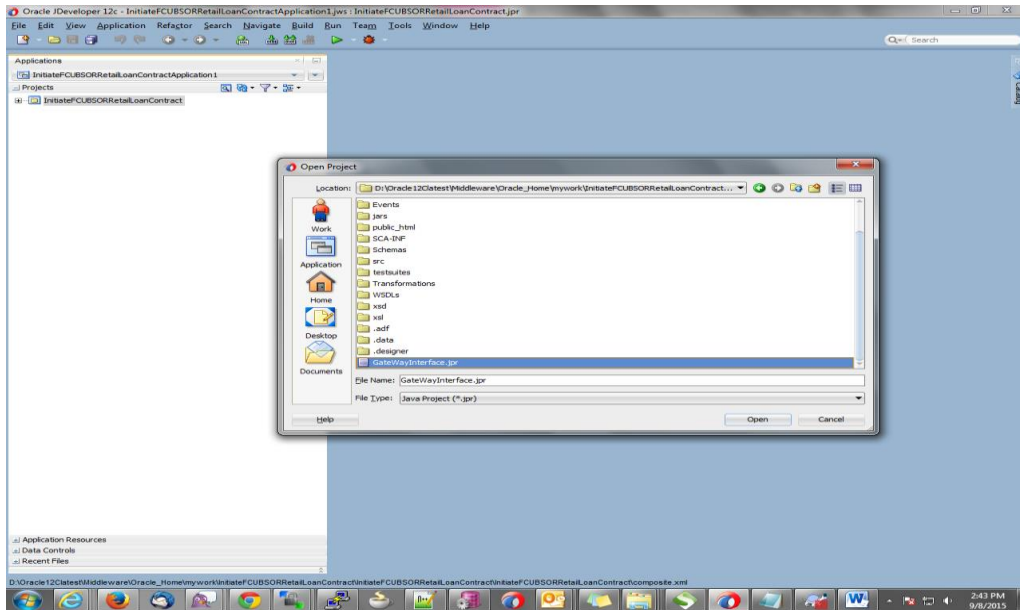 Oracle JDeveloper 12c - InitiateFCUBSORRetailLoanContractApplication1.jws : InitiateFCUBSORRetailLoanContract.jpr
File Edit View Application Refactor Search Navigate Build Run Team Tools Window Help
Search
Applications
InitiateFCUBSORRetailLoanContractApplication1
Projects
InitiateFCUBSORRetailLoanContract
Open Project
Location: D:\Oracle12Clatest\Middleware\Oracle_Home\mywork\InitiateFCUBSORRetailLoanContract...
Work
Application
Home
Desktop
Documents
Events
jars
public_html
SCA-INF
Schemas
src
testsuites
Transformations
WSDLs
xsd
xsl
.adf
.data
.designer
GateWayInterface.jpr
File Name: GateWayInterface.jpr
File Type: Java Project (*.jpr)
Help
Open
Cancel
Application Resources
Data Controls
Recent Files
D:\Oracle12Clatest\Middleware\Oracle_Home\mywork\InitiateFCUBSORRetailLoanContract\InitiateFCUBSORRetailLoanContract\InitiateFCUBSORRetailLoanContract\composite.xml
2:43 PM
9/8/2015